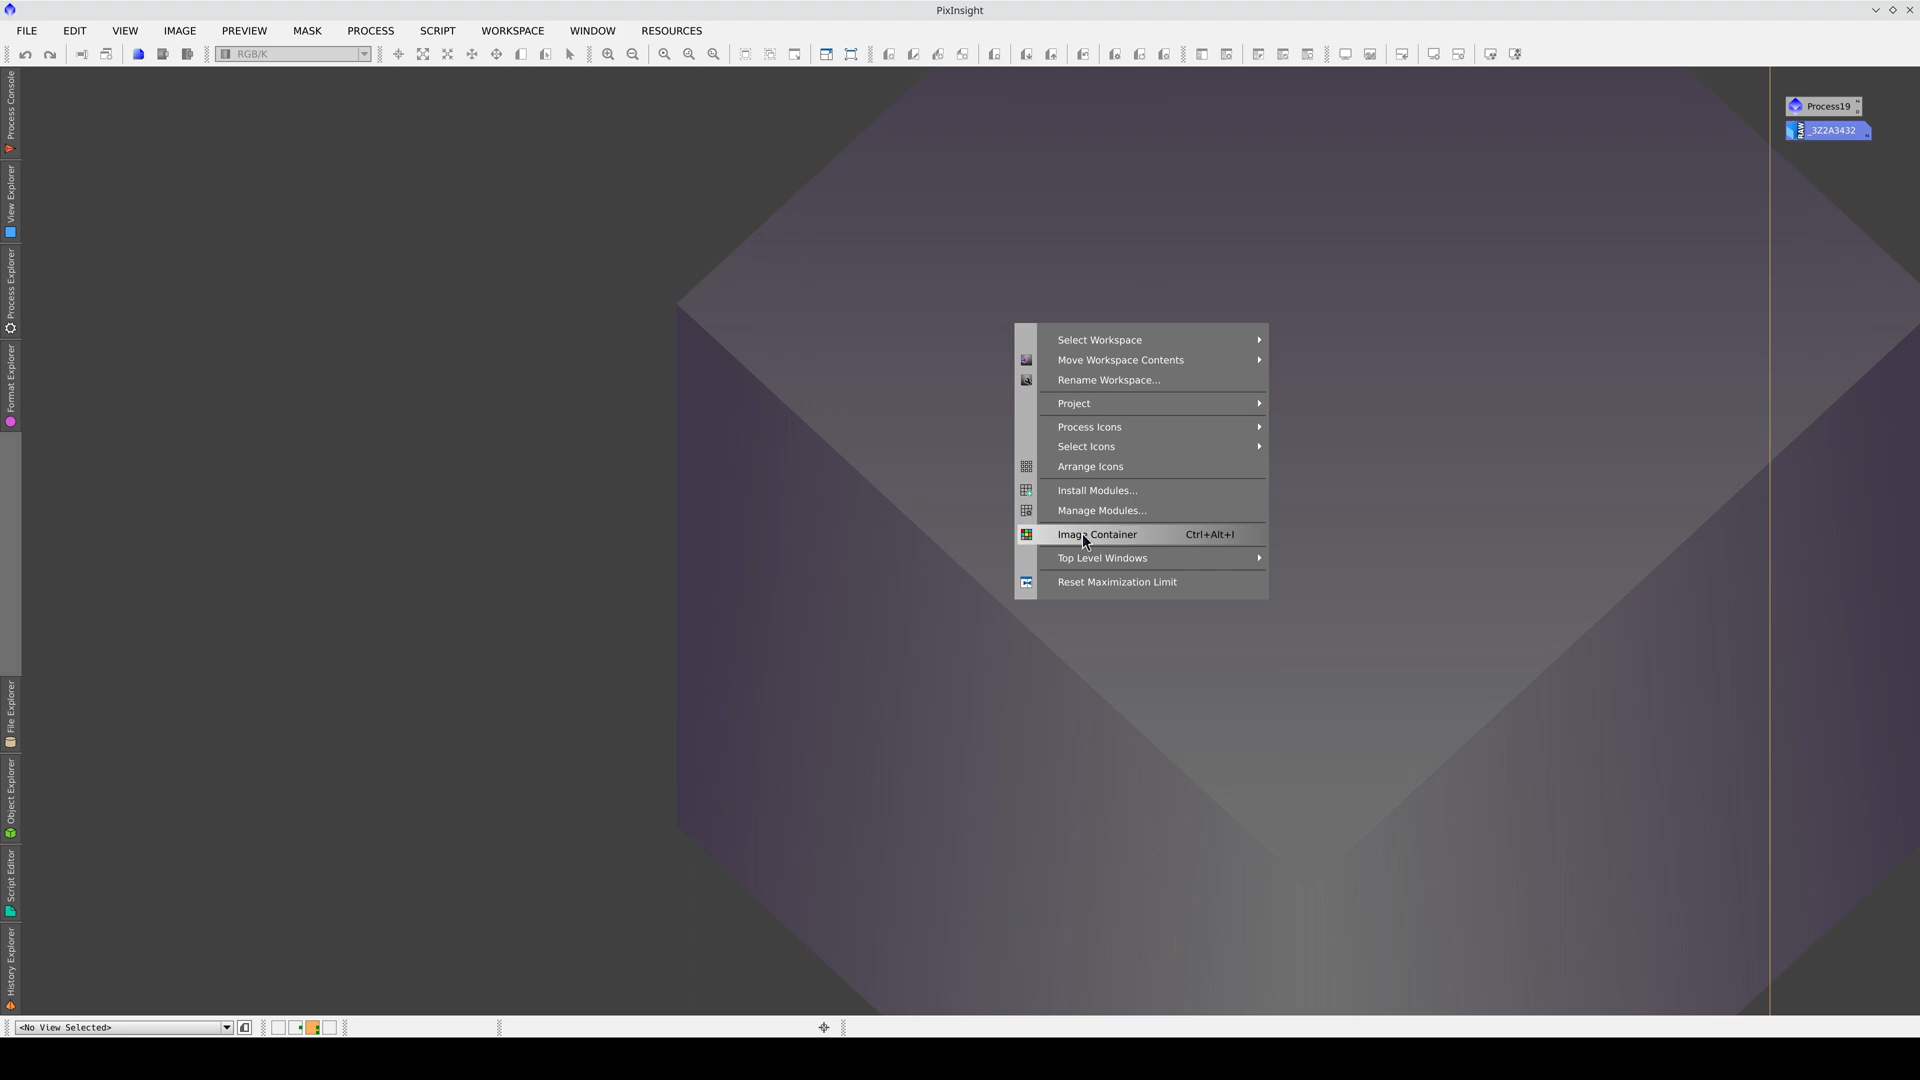 PixInsight
FILE EDIT VIEW IMAGE PREVIEW MASK PROCESS SCRIPT WORKSPACE WINDOW RESOURCES
RGB/K
Process Console
View Explorer
Process Explorer
Format Explorer
File Explorer
Object Explorer
Script Editor
History Explorer
Process19
RAW _3Z2A3432
Select Workspace
Move Workspace Contents
Rename Workspace...
Project
Process Icons
Select Icons
Arrange Icons
Install Modules...
Manage Modules...
Image Container Ctrl+Alt+I
Top Level Windows
Reset Maximization Limit
<No View Selected>